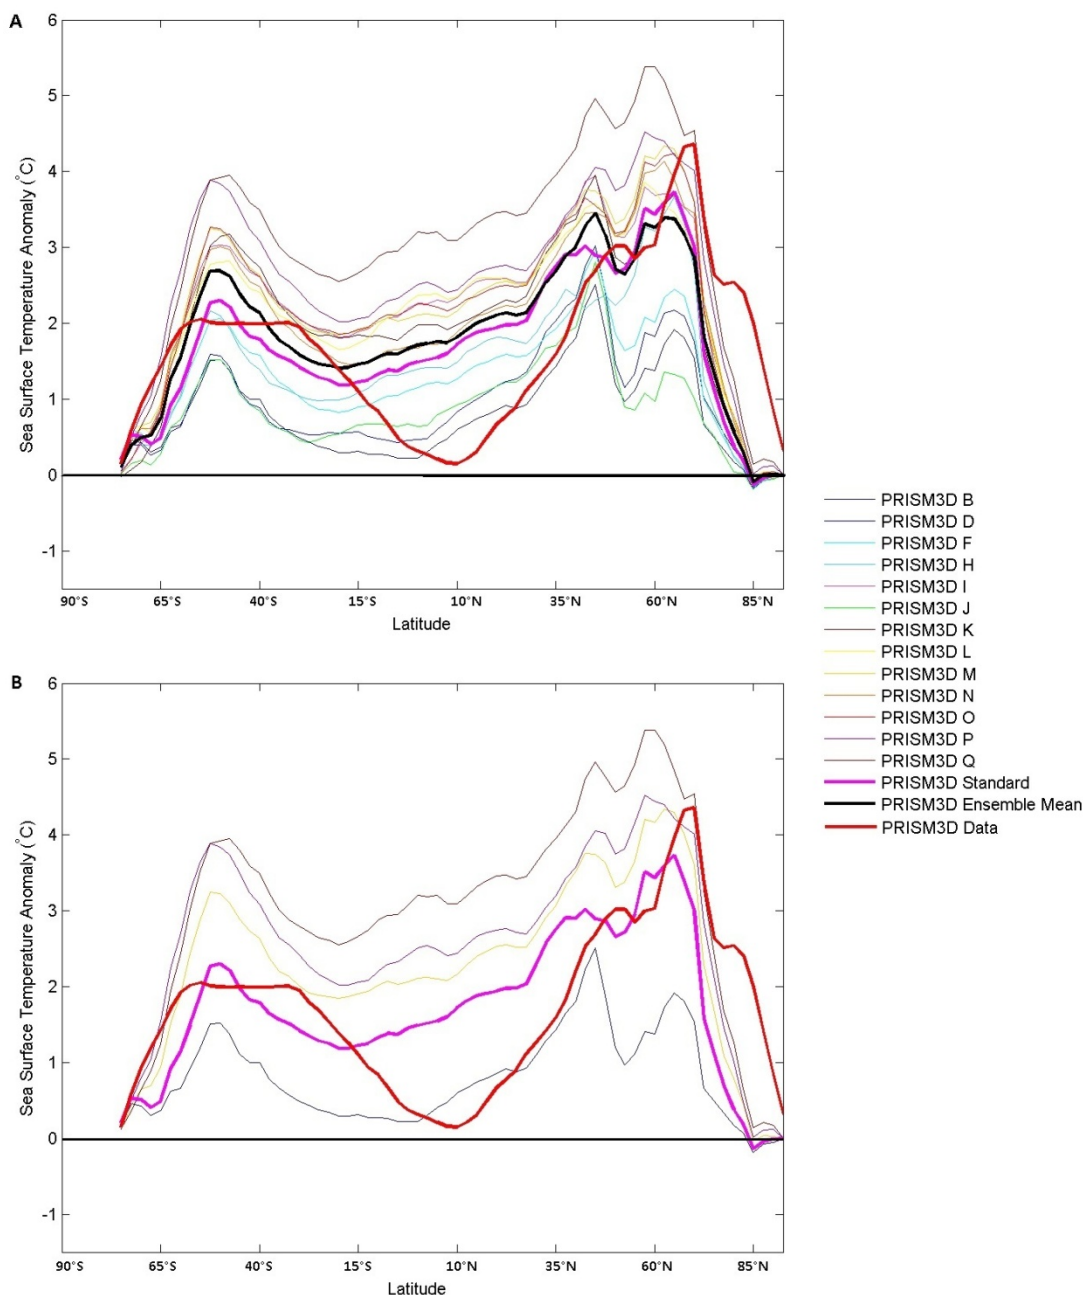 A
6
5
4
3
2
1
0
-1
Sea Surface Temperature Anomaly (°C)
90°S 65°S 40°S 15°S 10°N 35°N 60°N 85°N
Latitude
PRISM3D B
PRISM3D D
PRISM3D F
PRISM3D H
PRISM3D I
PRISM3D J
PRISM3D K
PRISM3D L
PRISM3D M
PRISM3D N
PRISM3D O
PRISM3D P
PRISM3D Q
PRISM3D Standard
PRISM3D Ensemble Mean
PRISM3D Data
B
6
5
4
3
2
1
0
-1
Sea Surface Temperature Anomaly (°C)
90°S 65°S 40°S 15°S 10°N 35°N 60°N 85°N
Latitude